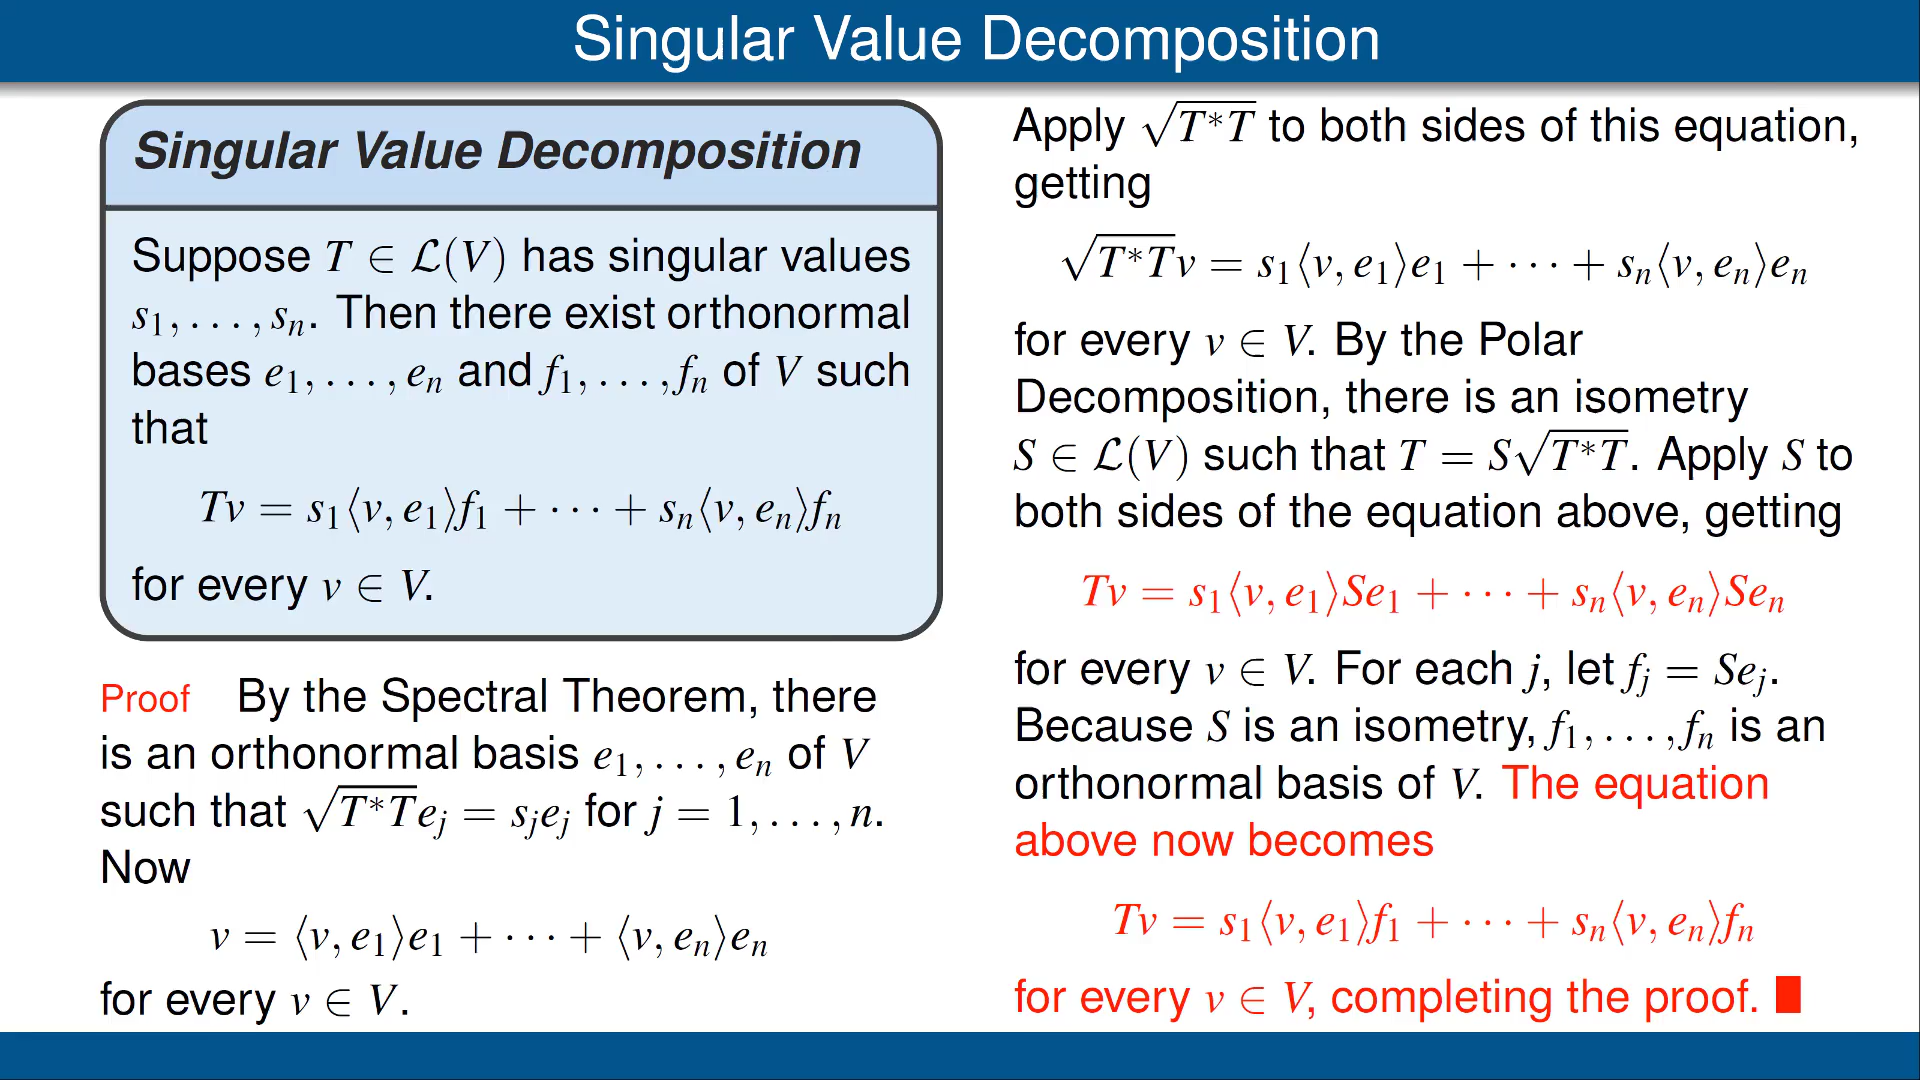 Singular Value Decomposition
Singular Value Decomposition
Suppose T ∈ ℒ(V) has singular values
s₁, . . . , sₙ. Then there exist orthonormal
bases e₁, . . . , eₙ and f₁, . . . , fₙ of V such
that
Tv = s₁⟨v, e₁⟩f₁ + · · · + sₙ⟨v, eₙ⟩fₙ
for every v ∈ V.
Proof By the Spectral Theorem, there
is an orthonormal basis e₁, . . . , eₙ of V
such that √(T*T)eⱼ = sⱼeⱼ for j = 1, . . . , n.
Now
v = ⟨v, e₁⟩e₁ + · · · + ⟨v, eₙ⟩eₙ
for every v ∈ V.
Apply √(T*T) to both sides of this equation,
getting
√(T*T)v = s₁⟨v, e₁⟩e₁ + · · · + sₙ⟨v, eₙ⟩eₙ
for every v ∈ V. By the Polar
Decomposition, there is an isometry
S ∈ ℒ(V) such that T = S√(T*T). Apply S to
both sides of the equation above, getting
Tv = s₁⟨v, e₁⟩Se₁ + · · · + sₙ⟨v, eₙ⟩Seₙ
for every v ∈ V. For each j, let fⱼ = Seⱼ.
Because S is an isometry, f₁, . . . , fₙ is an
orthonormal basis of V. The equation
above now becomes
Tv = s₁⟨v, e₁⟩f₁ + · · · + sₙ⟨v, eₙ⟩fₙ
for every v ∈ V, completing the proof. ∎